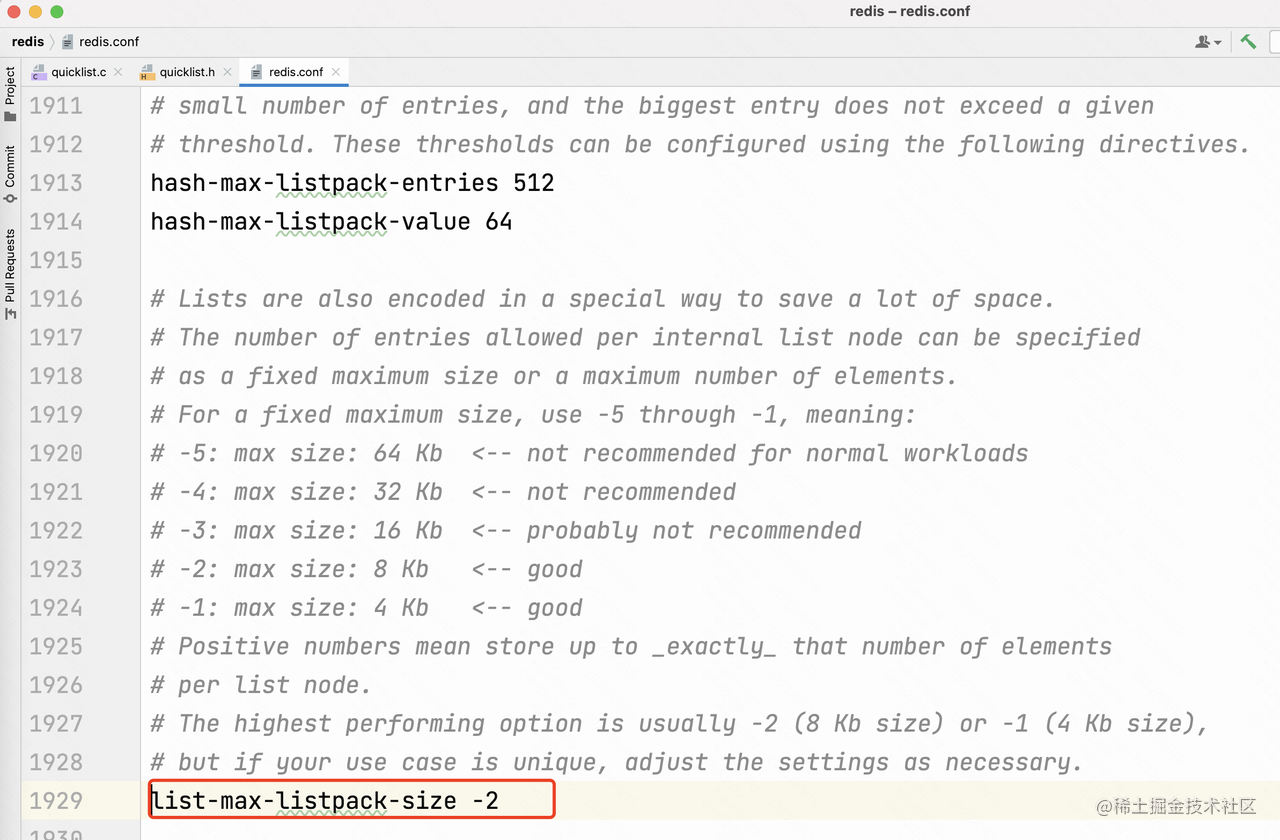 redis – redis.conf
redis
redis.conf
quicklist.c
quicklist.h
redis.conf
Project
Commit
Pull Requests
1911 # small number of entries, and the biggest entry does not exceed a given
1912 # threshold. These thresholds can be configured using the following directives.
1913 hash-max-listpack-entries 512
1914 hash-max-listpack-value 64
1915
1916 # Lists are also encoded in a special way to save a lot of space.
1917 # The number of entries allowed per internal list node can be specified
1918 # as a fixed maximum size or a maximum number of elements.
1919 # For a fixed maximum size, use -5 through -1, meaning:
1920 # -5: max size: 64 Kb  <-- not recommended for normal workloads
1921 # -4: max size: 32 Kb  <-- not recommended
1922 # -3: max size: 16 Kb  <-- probably not recommended
1923 # -2: max size: 8 Kb   <-- good
1924 # -1: max size: 4 Kb   <-- good
1925 # Positive numbers mean store up to _exactly_ that number of elements
1926 # per list node.
1927 # The highest performing option is usually -2 (8 Kb size) or -1 (4 Kb size),
1928 # but if your use case is unique, adjust the settings as necessary.
1929 list-max-listpack-size -2
@稀土掘金技术社区
1930